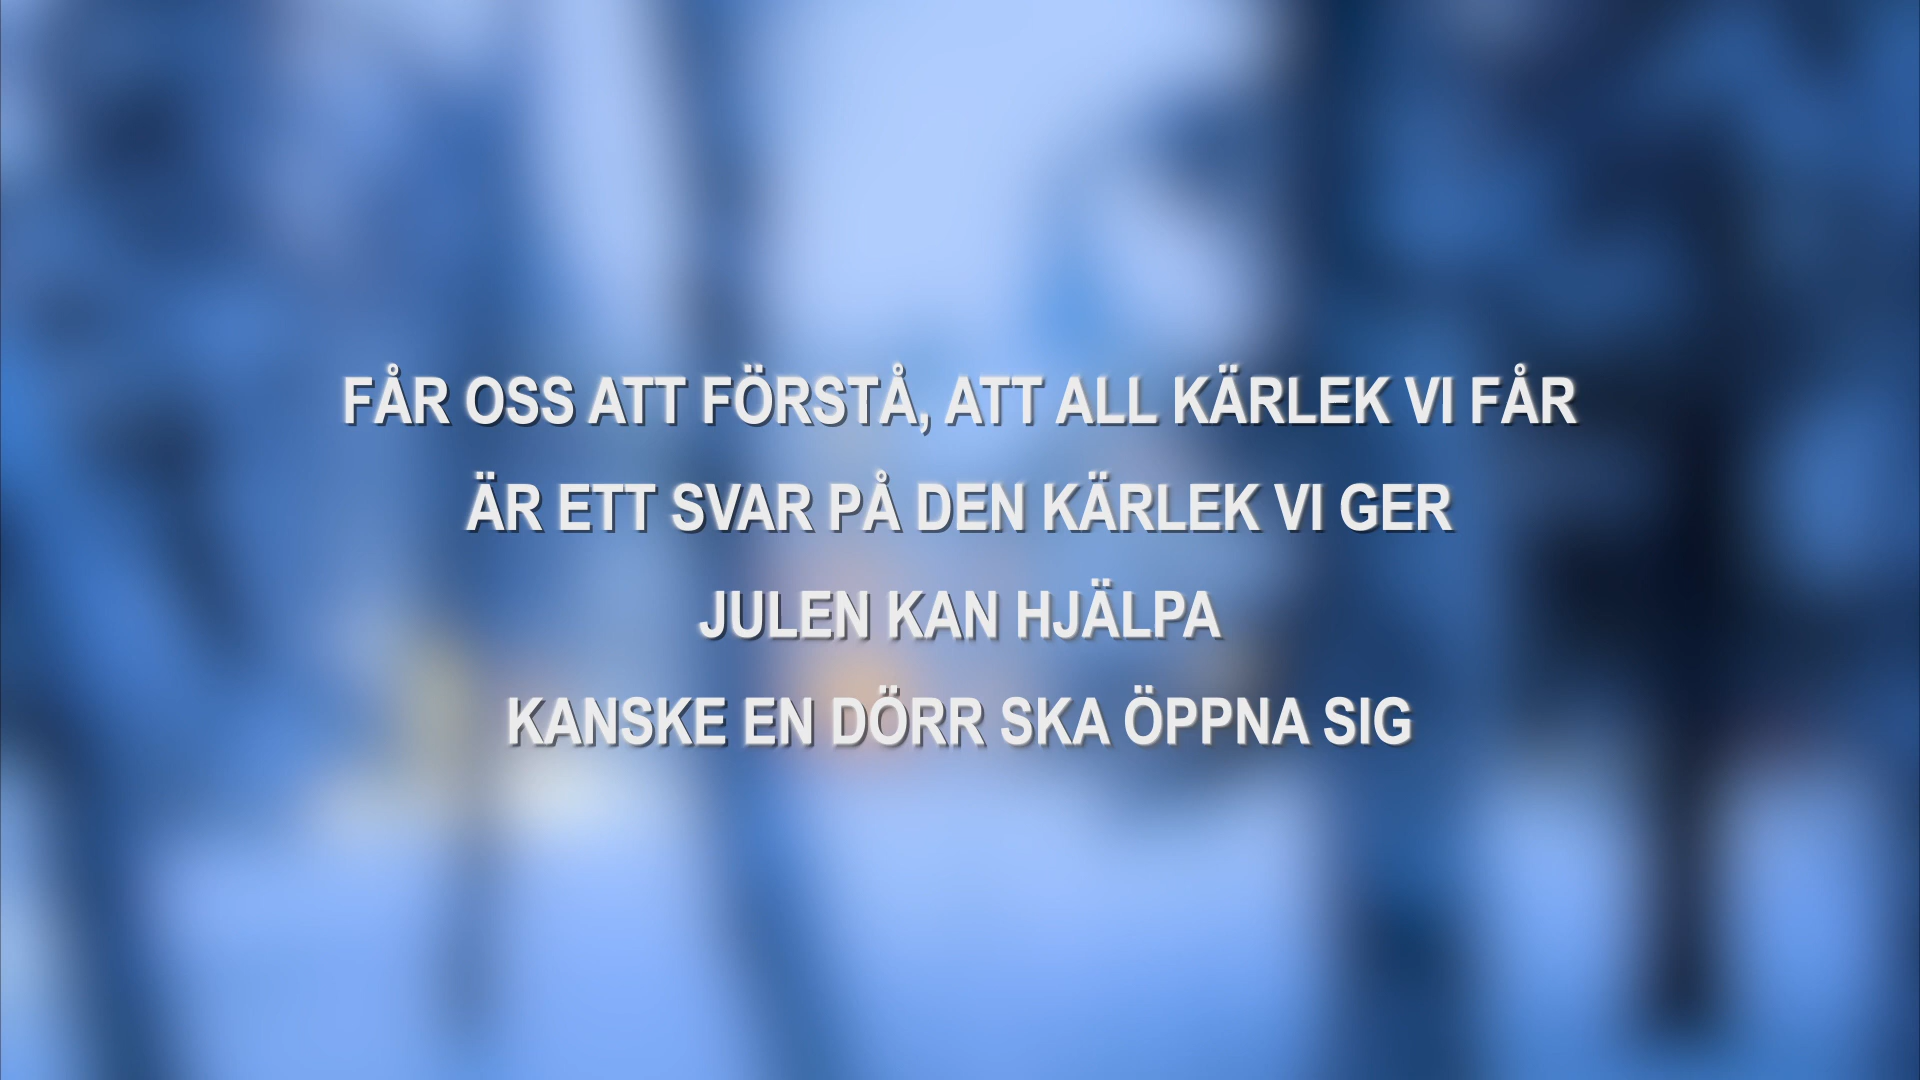 FÅR OSS ATT FÖRSTÅ, ATT ALL KÄRLEK VI FÅR
ÄR ETT SVAR PÅ DEN KÄRLEK VI GER
JULEN KAN HJÄLPA
KANSKE EN DÖRR SKA ÖPPNA SIG